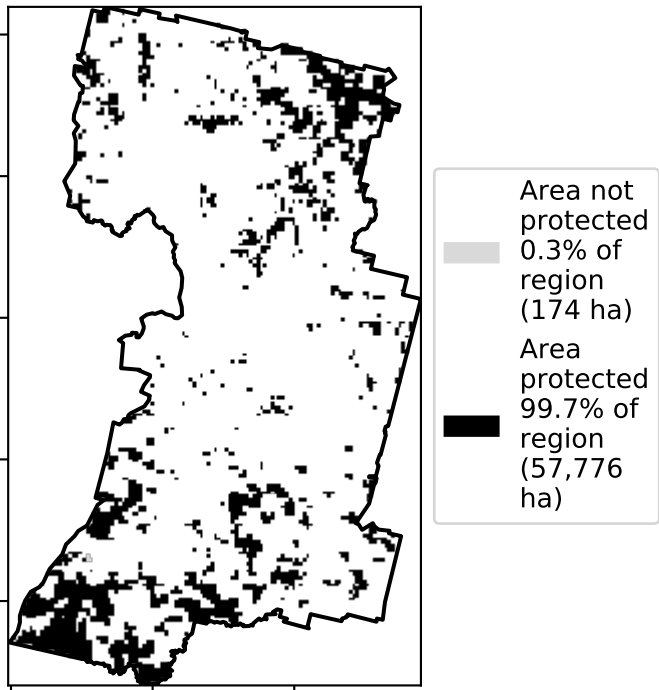 Area not
protected
0.3% of
region
(174 ha)
Area
protected
99.7% of
region
(57,776
ha)